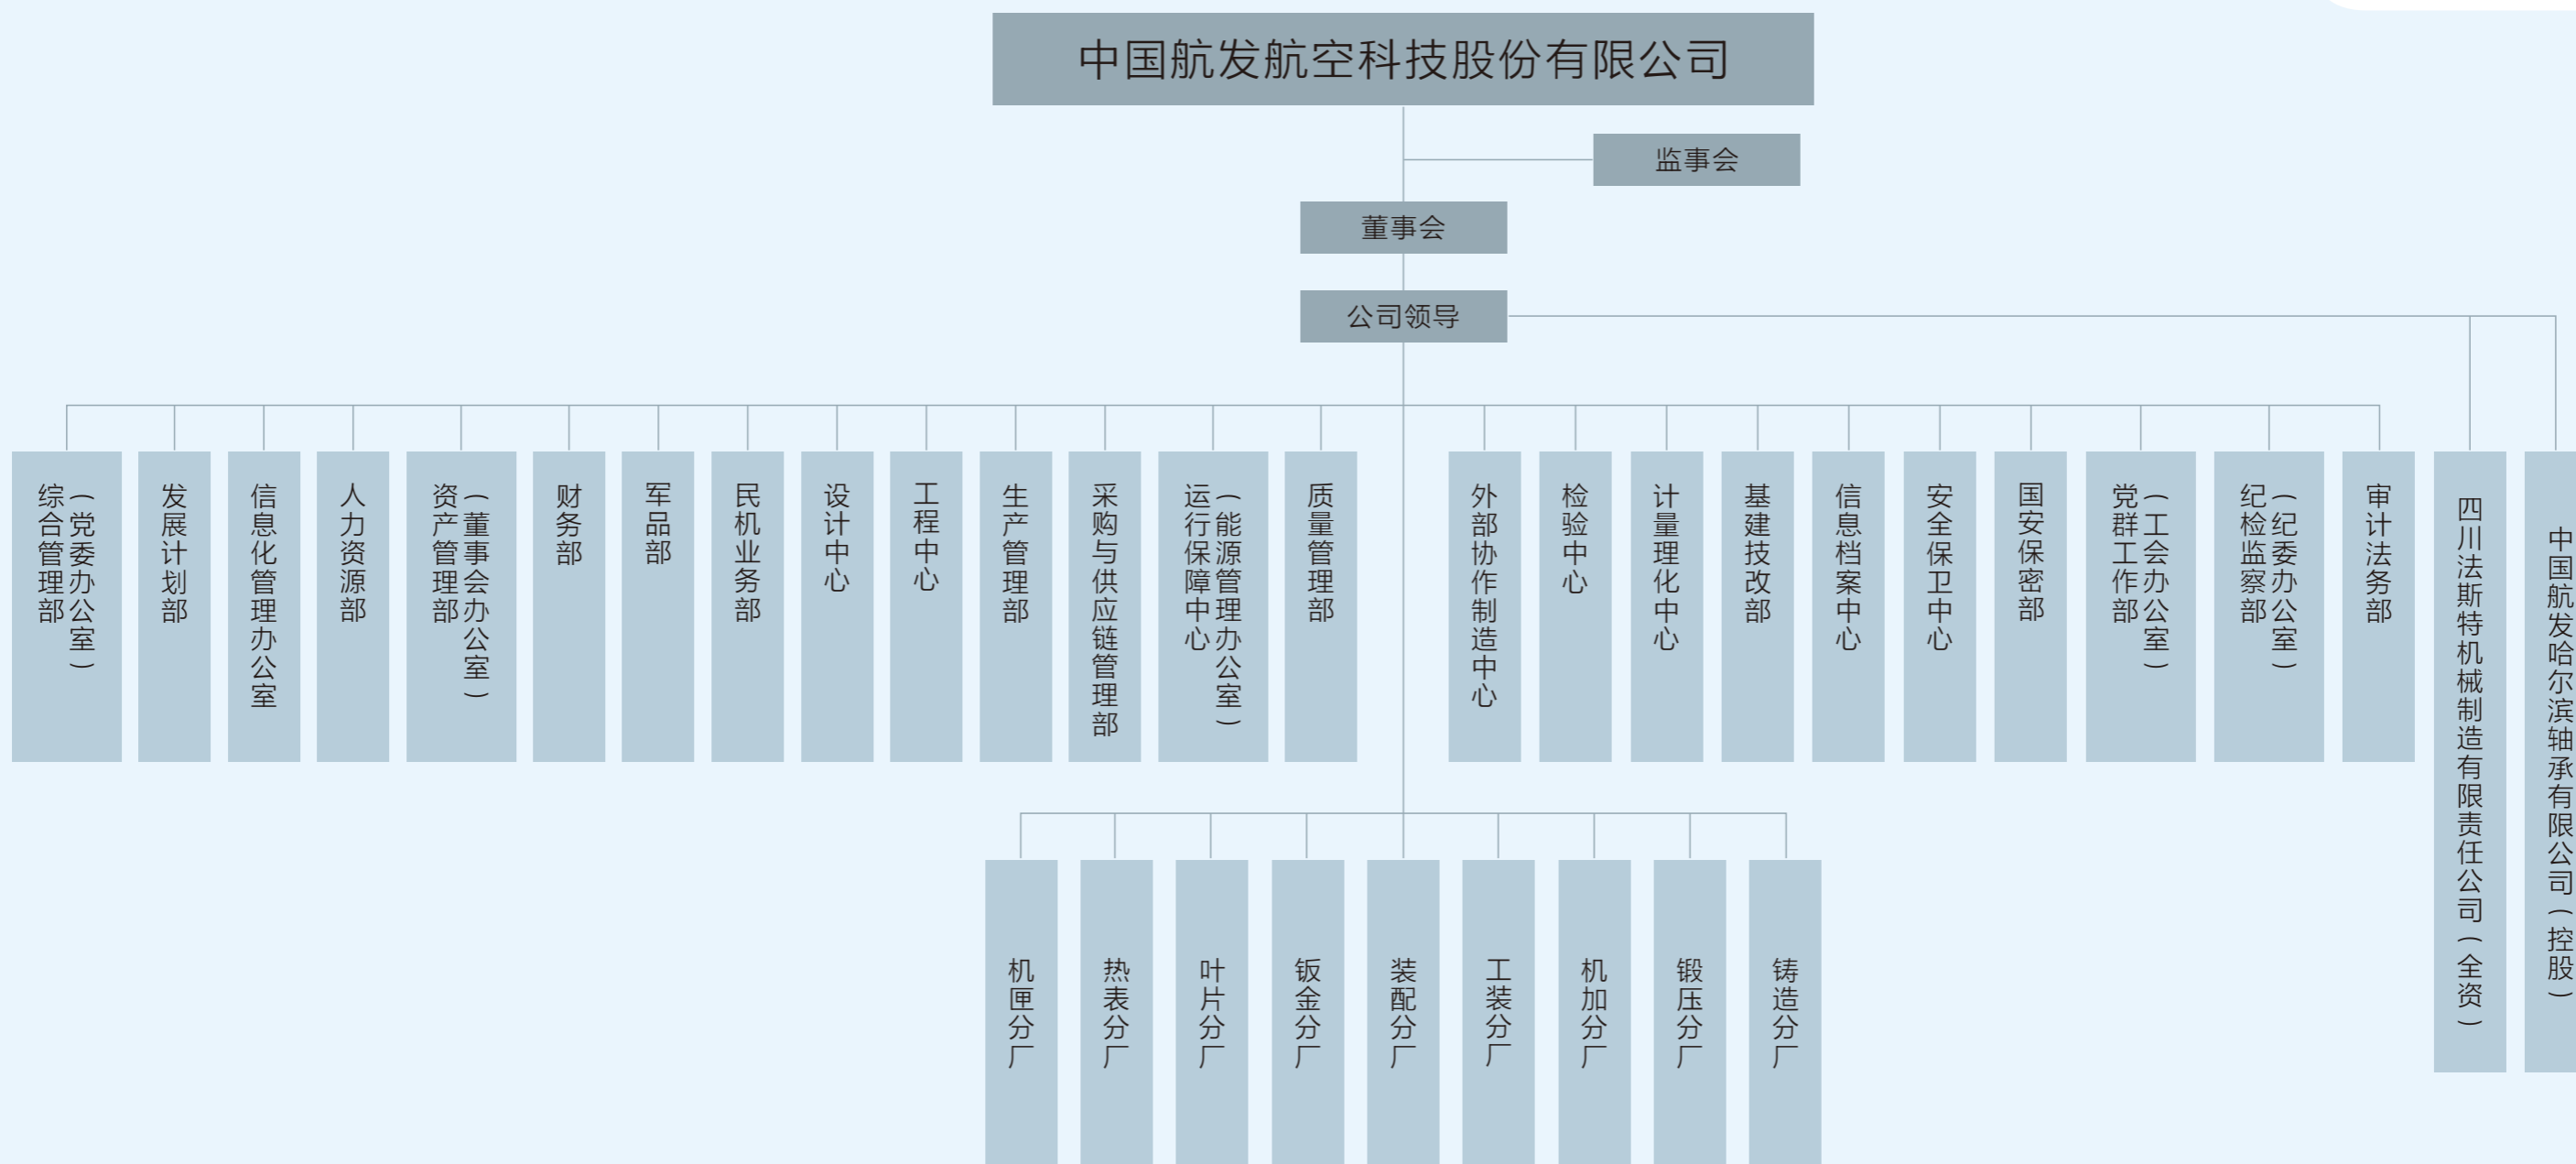 中国航发航空科技股份有限公司
监事会
董事会
公司领导
综合管理部
（党委办公室）
发展计划部
信息化管理办公室
人力资源部
资产管理部
（董事会办公室）
财务部
军品部
民机业务部
设计中心
工程中心
生产管理部
采购与供应链管理部
运行保障中心
（能源管理办公室）
质量管理部
外部协作制造中心
检验中心
计量理化中心
基建技改部
信息档案中心
安全保卫中心
国安保密部
党群工作部
（工会办公室）
纪检监察部
（纪委办公室）
审计法务部
四川法斯特机械制造有限责任公司（全资）
中国航发哈尔滨轴承有限公司（控股）
机匣分厂
热表分厂
叶片分厂
钣金分厂
装配分厂
工装分厂
机加分厂
锻压分厂
铸造分厂